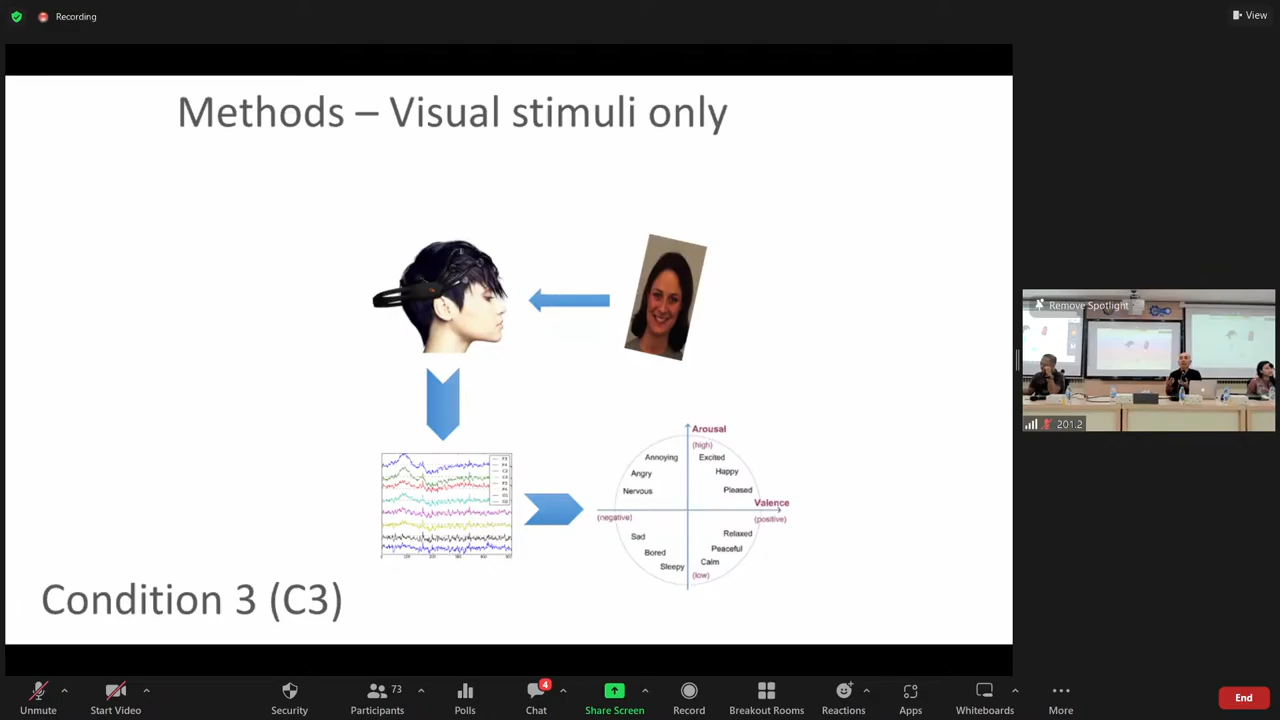 Recording
View
Methods – Visual stimuli only
Arousal
(high)
Annoying
Excited
Angry
Happy
Nervous
Pleased
Valence
(negative)
(positive)
Sad
Relaxed
Bored
Peaceful
Sleepy
Calm
(low)
Condition 3 (C3)
Remove Spotlight
201.2
Unmute
Start Video
Security
73
Participants
Polls
4
Chat
Share Screen
Record
Breakout Rooms
Reactions
Apps
Whiteboards
More
End